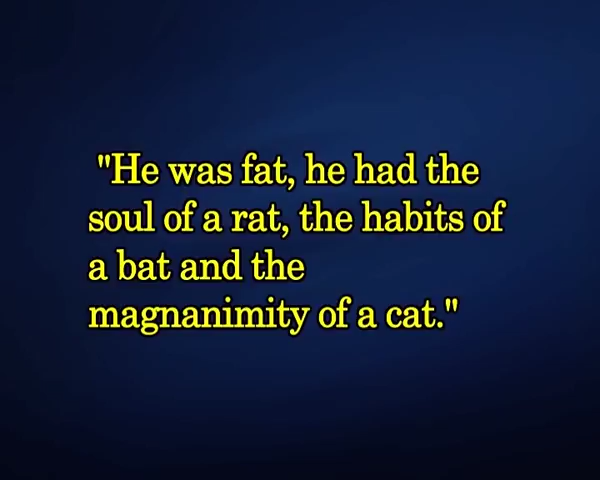 "He was fat, he had the
soul of a rat, the habits of
a bat and the
magnanimity of a cat."